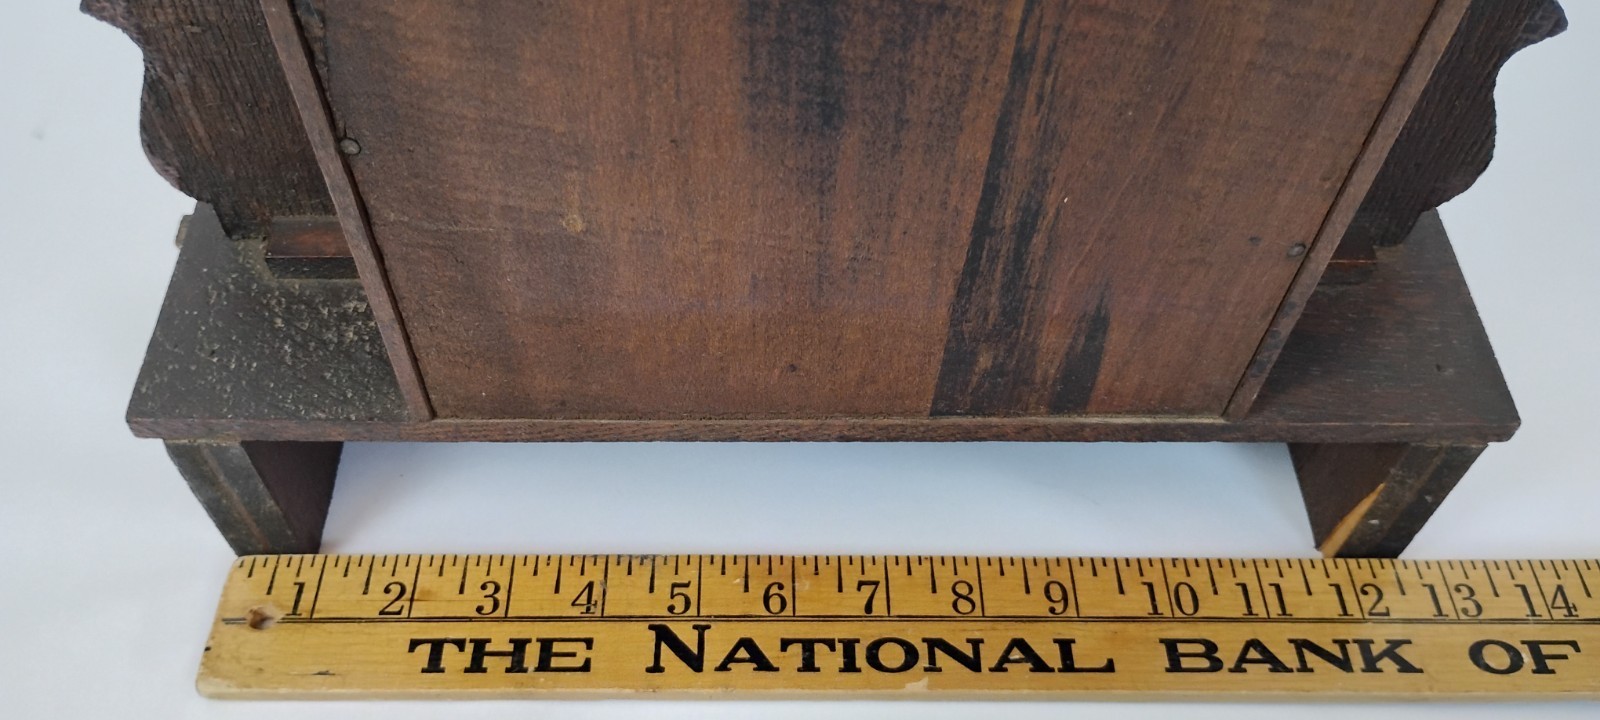 1 2 3 4 5 6 7 8 9 10 11 12 13 14
THE NATIONAL BANK OF